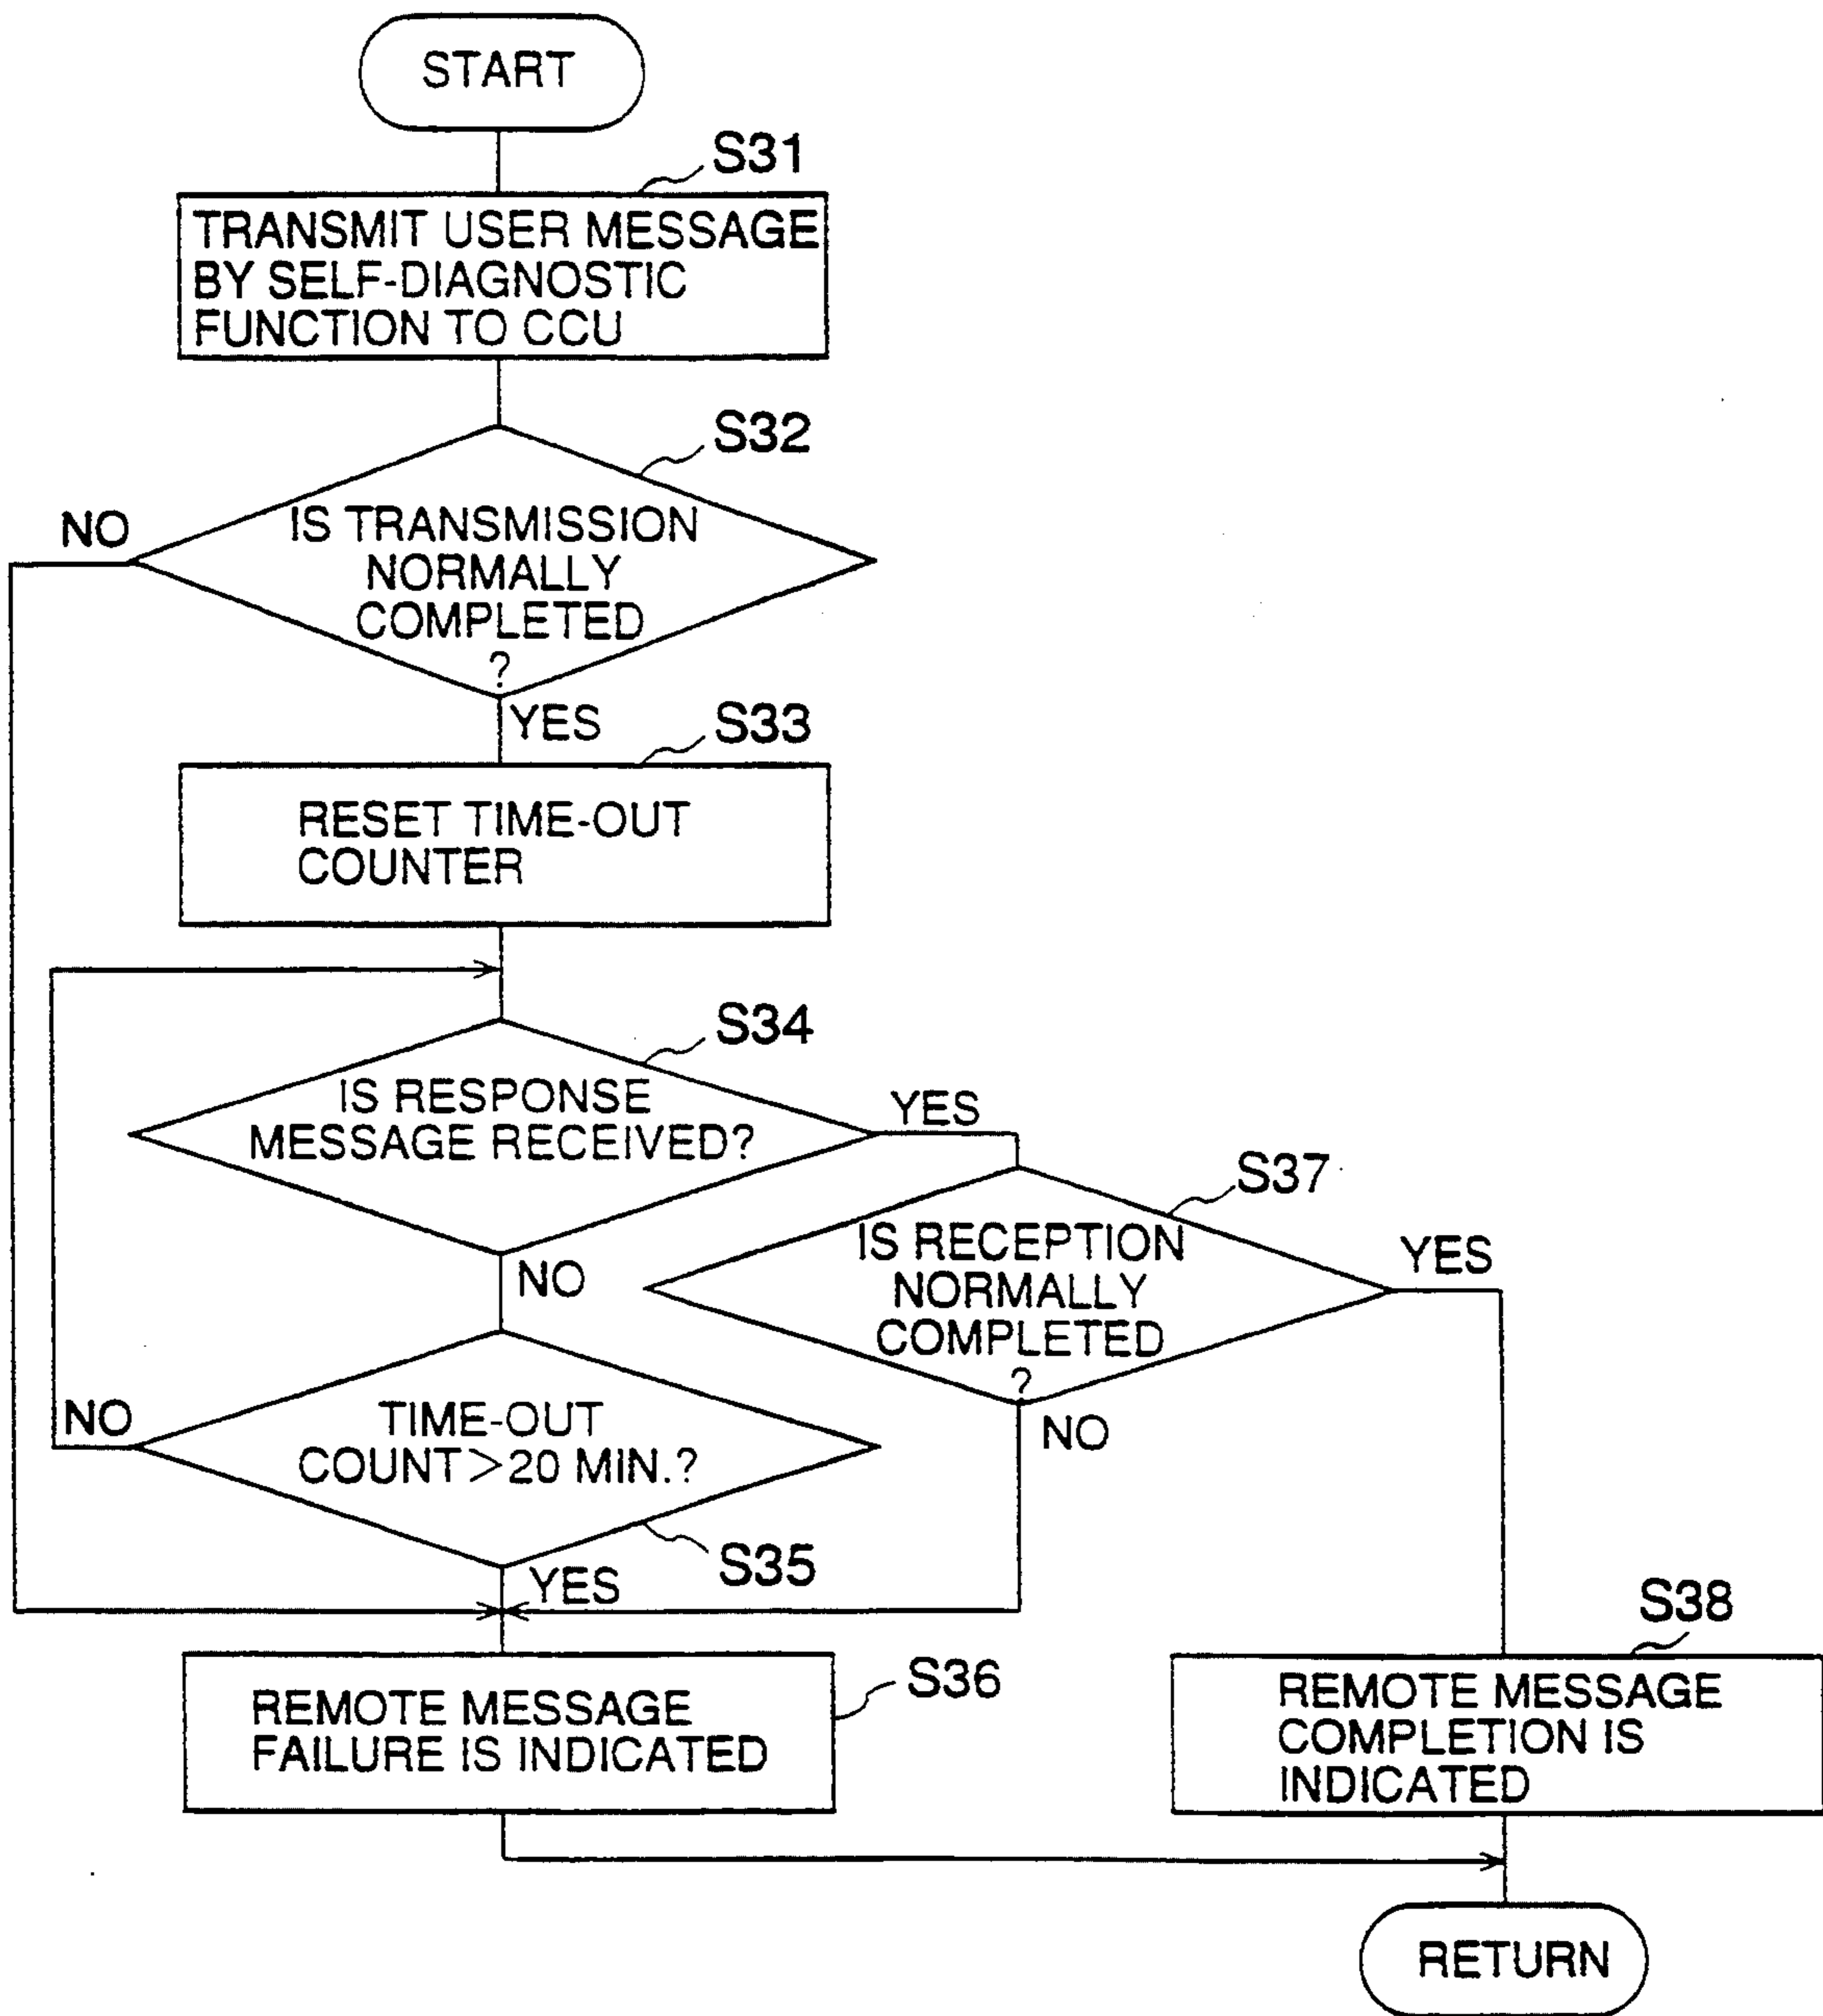 START
S31
TRANSMIT USER MESSAGE
BY SELF-DIAGNOSTIC
FUNCTION TO CCU
S32
NO
IS TRANSMISSION
NORMALLY
COMPLETED
?
YES
S33
RESET TIME-OUT
COUNTER
S34
IS RESPONSE
MESSAGE RECEIVED?
YES
NO
S37
IS RECEPTION
NORMALLY
COMPLETED
?
YES
NO
NO
TIME-OUT
COUNT>20 MIN.?
S35
YES
S36
REMOTE MESSAGE
FAILURE IS INDICATED
S38
REMOTE MESSAGE
COMPLETION IS
INDICATED
RETURN